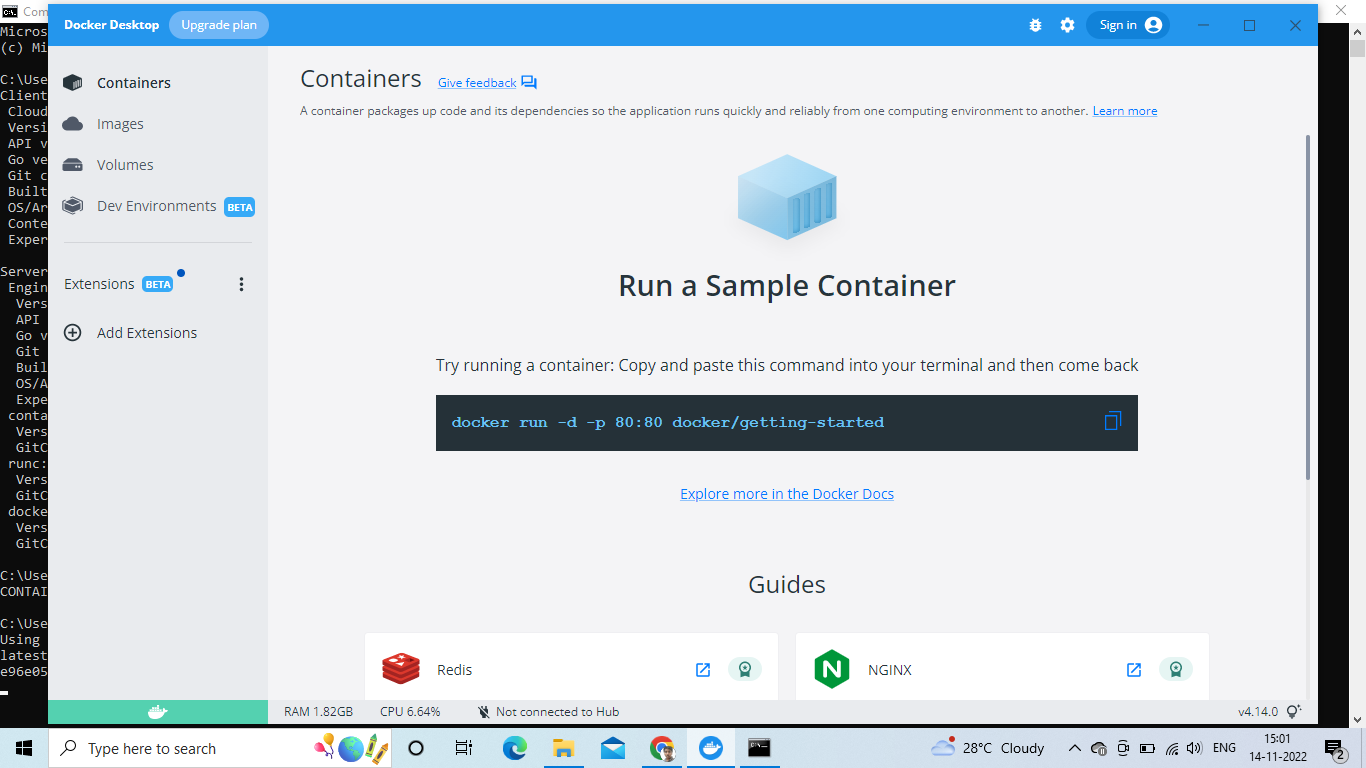 Com
Micros
(c) Mi
C:\Use
Client
Cloud
Versi
API v
Go ve
Git c
Built
OS/Ar
Conte
Exper
Server
Engin
Vers
API
Go v
Git
Buil
OS/A
Expe
conta
Vers
GitC
runc:
Vers
GitC
docke
Vers
GitC
C:\Use
CONTAI
C:\Use
Using
latest
e96e05
Docker Desktop
Upgrade plan
Sign in
Containers
Images
Volumes
Dev Environments BETA
Extensions BETA
Add Extensions
Containers Give feedback
A container packages up code and its dependencies so the application runs quickly and reliably from one computing environment to another. Learn more
Run a Sample Container
Try running a container: Copy and paste this command into your terminal and then come back
docker run -d -p 80:80 docker/getting-started
Explore more in the Docker Docs
Guides
Redis
NGINX
RAM 1.82GB CPU 6.64% Not connected to Hub v4.14.0
Type here to search
28°C Cloudy
ENG
15:01
14-11-2022
2